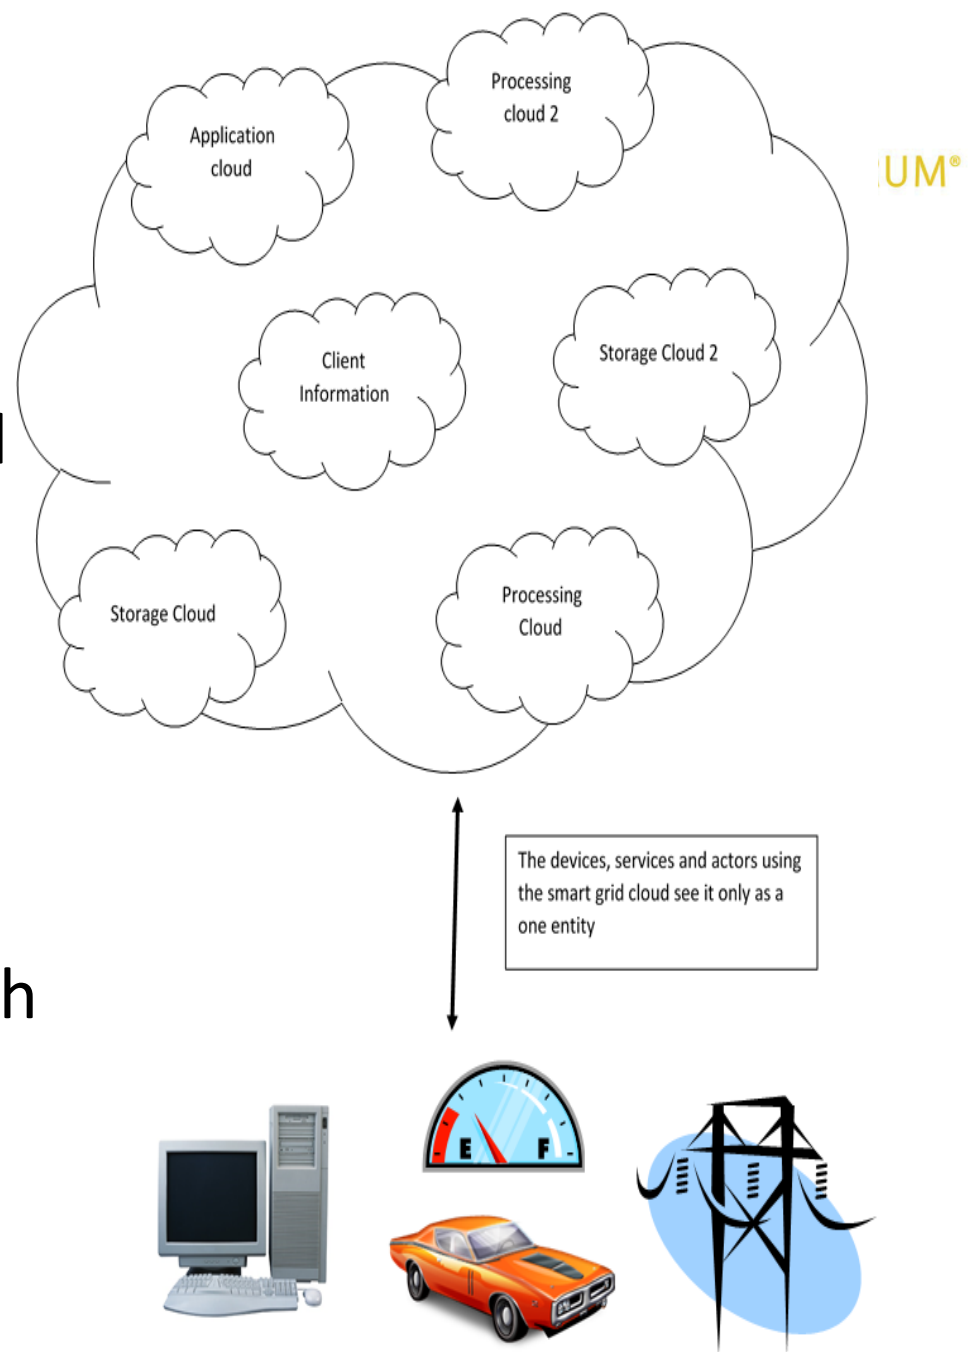 Processing
cloud 2
Application
cloud
UM®
Storage Cloud 2
Client
Information
Processing
Cloud
Storage Cloud
The devices, services and actors using
the smart grid cloud see it only as a
one entity
h
E F